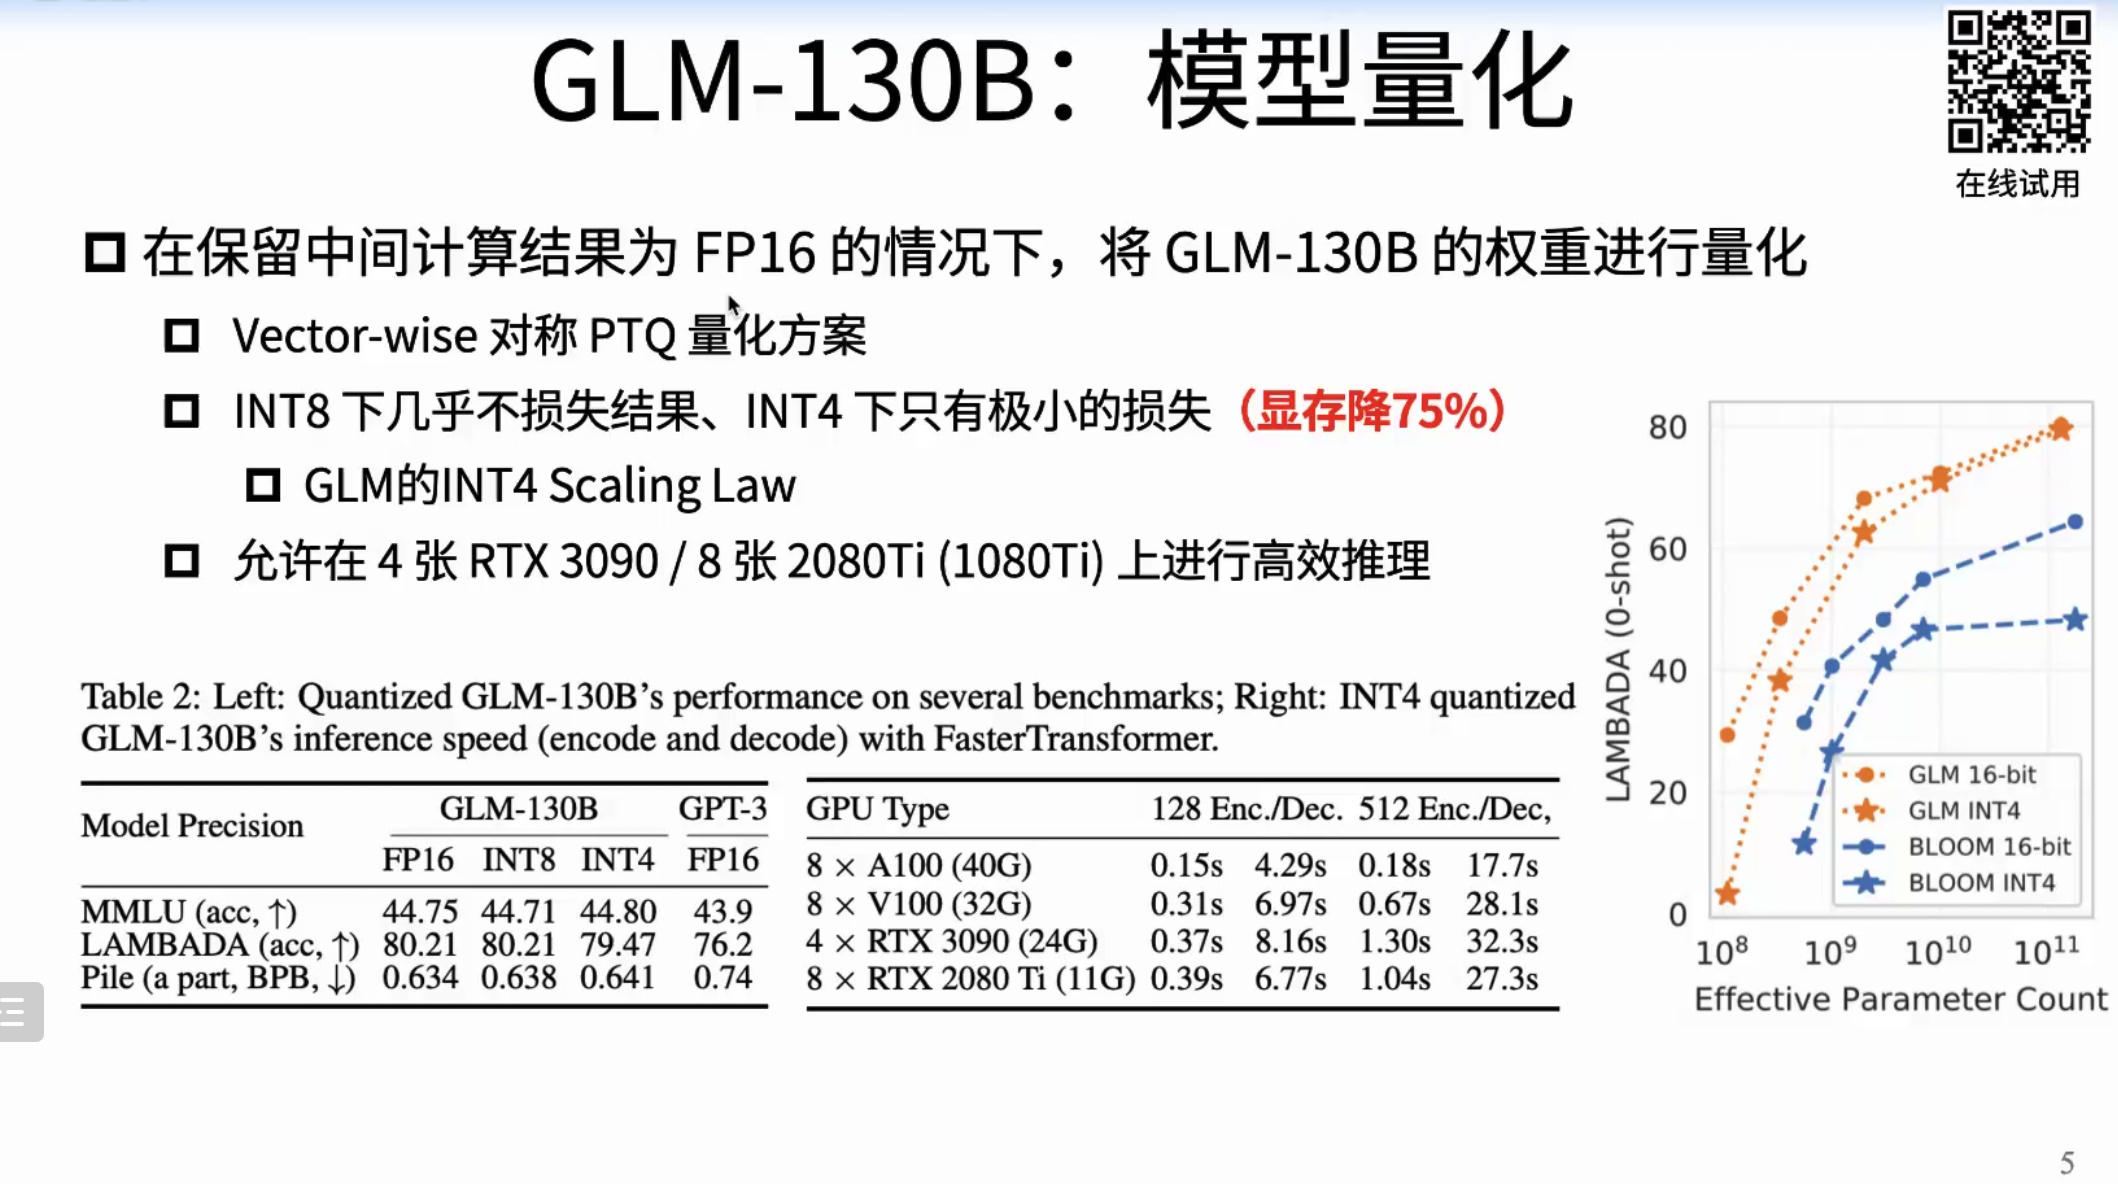 GLM-130B：模型量化
在线试用
在保留中间计算结果为 FP16 的情况下，将 GLM-130B 的权重进行量化
Vector-wise 对称 PTQ 量化方案
INT8 下几乎不损失结果、INT4 下只有极小的损失（显存降75%）
GLM的INT4 Scaling Law
允许在 4 张 RTX 3090 / 8 张 2080Ti (1080Ti) 上进行高效推理
Table 2: Left: Quantized GLM-130B's performance on several benchmarks; Right: INT4 quantized
GLM-130B's inference speed (encode and decode) with FasterTransformer.
Model Precision GLM-130B GPT-3
FP16 INT8 INT4 FP16
MMLU (acc, ↑) 44.75 44.71 44.80 43.9
LAMBADA (acc, ↑) 80.21 80.21 79.47 76.2
Pile (a part, BPB, ↓) 0.634 0.638 0.641 0.74
GPU Type 128 Enc./Dec. 512 Enc./Dec,
8 × A100 (40G) 0.15s 4.29s 0.18s 17.7s
8 × V100 (32G) 0.31s 6.97s 0.67s 28.1s
4 × RTX 3090 (24G) 0.37s 8.16s 1.30s 32.3s
8 × RTX 2080 Ti (11G) 0.39s 6.77s 1.04s 27.3s
LAMBADA (0-shot)
80
60
40
20
0
GLM 16-bit
GLM INT4
BLOOM 16-bit
BLOOM INT4
10⁸ 10⁹ 10¹⁰ 10¹¹
Effective Parameter Count
5